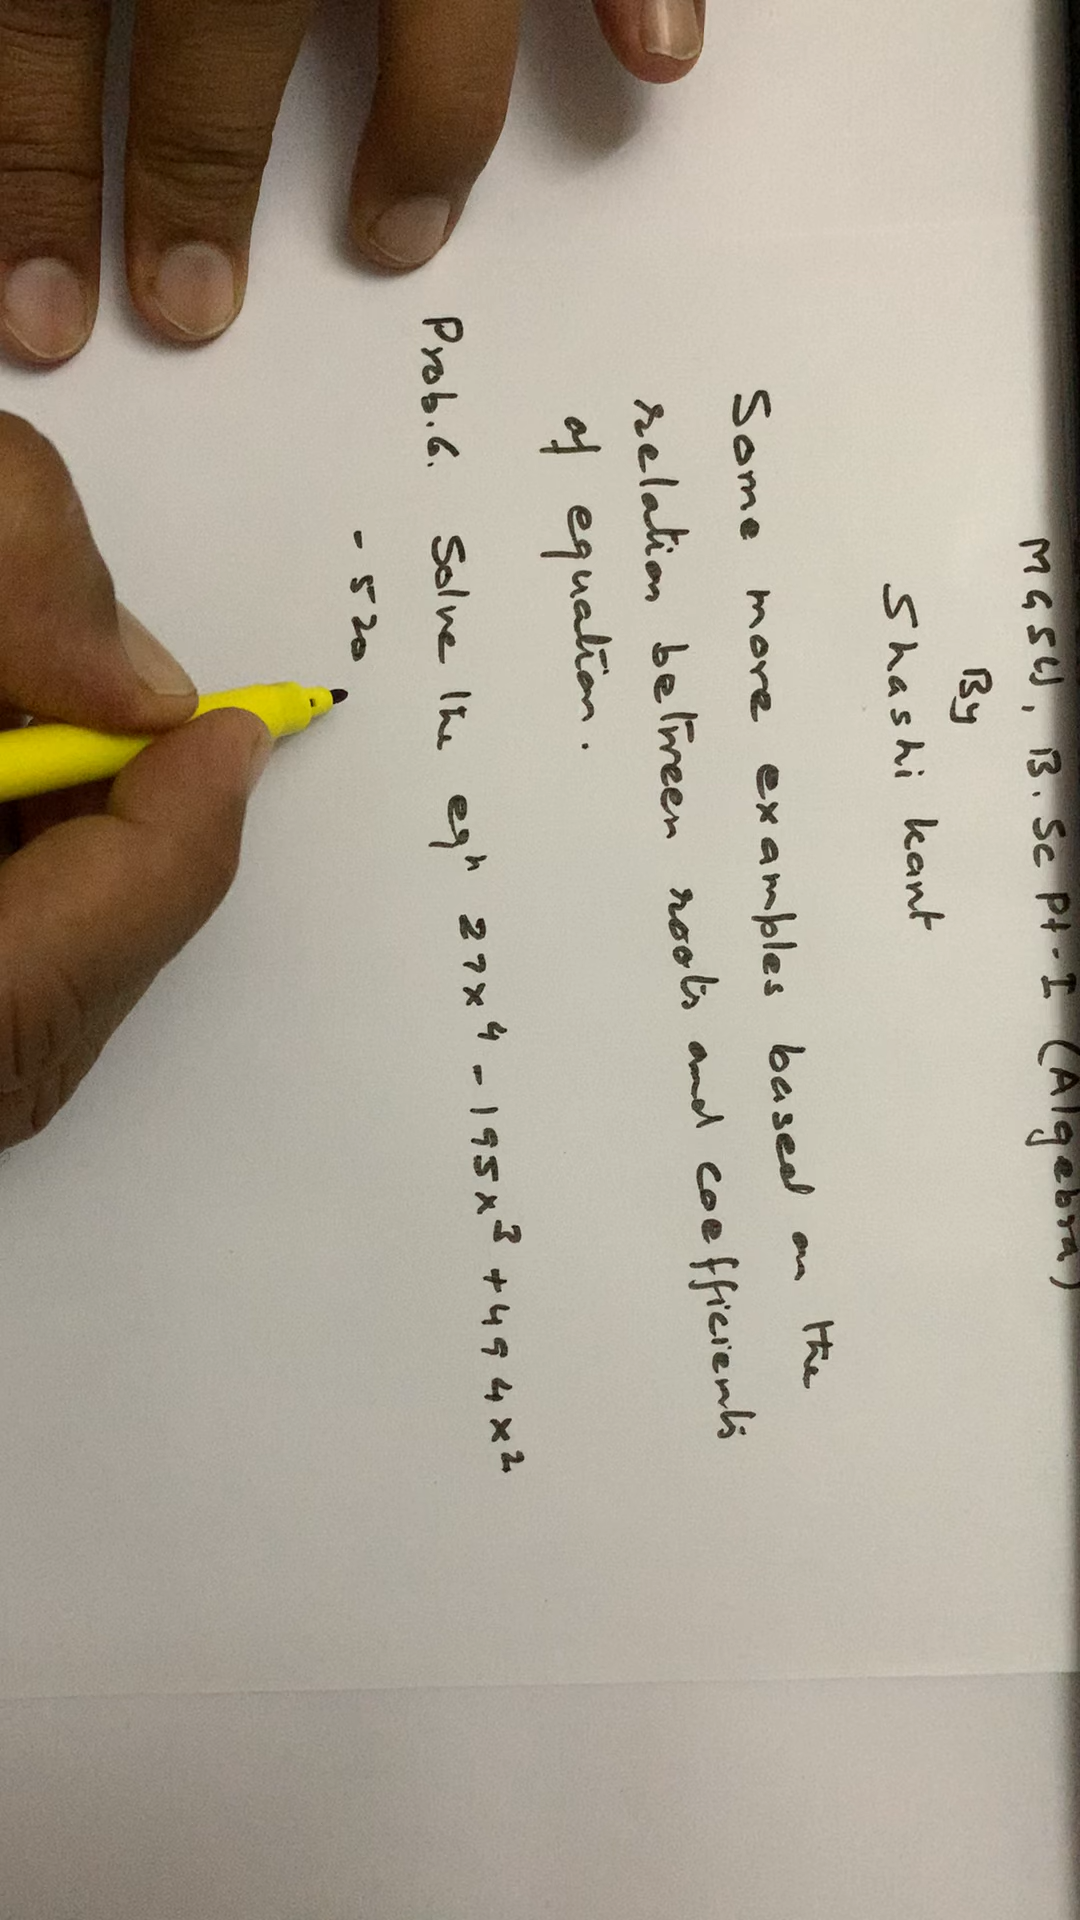 MGSU, B.Sc Pt-I (Algebra)
By
Shashi kant
Some more examples based on the
relation between roots and coefficients
of equation.
Prob.6. Solve the eqⁿ 27x⁴ - 195x³ + 494x²
- 520